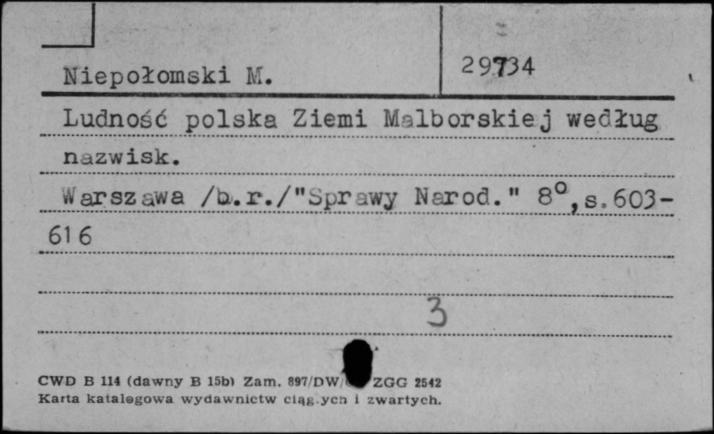 Niepołomski M.
29734
Ludność polska Ziemi Malborskiej według
nazwisk.
Warszawa /b.r./"Sprawy Narod." 8°,s.603-
616
3
CWD B 114 (dawny B 15b) Zam. 897/DW/ ZGG 2542
Karta katalogowa wydawnictw ciągłych i zwartych.